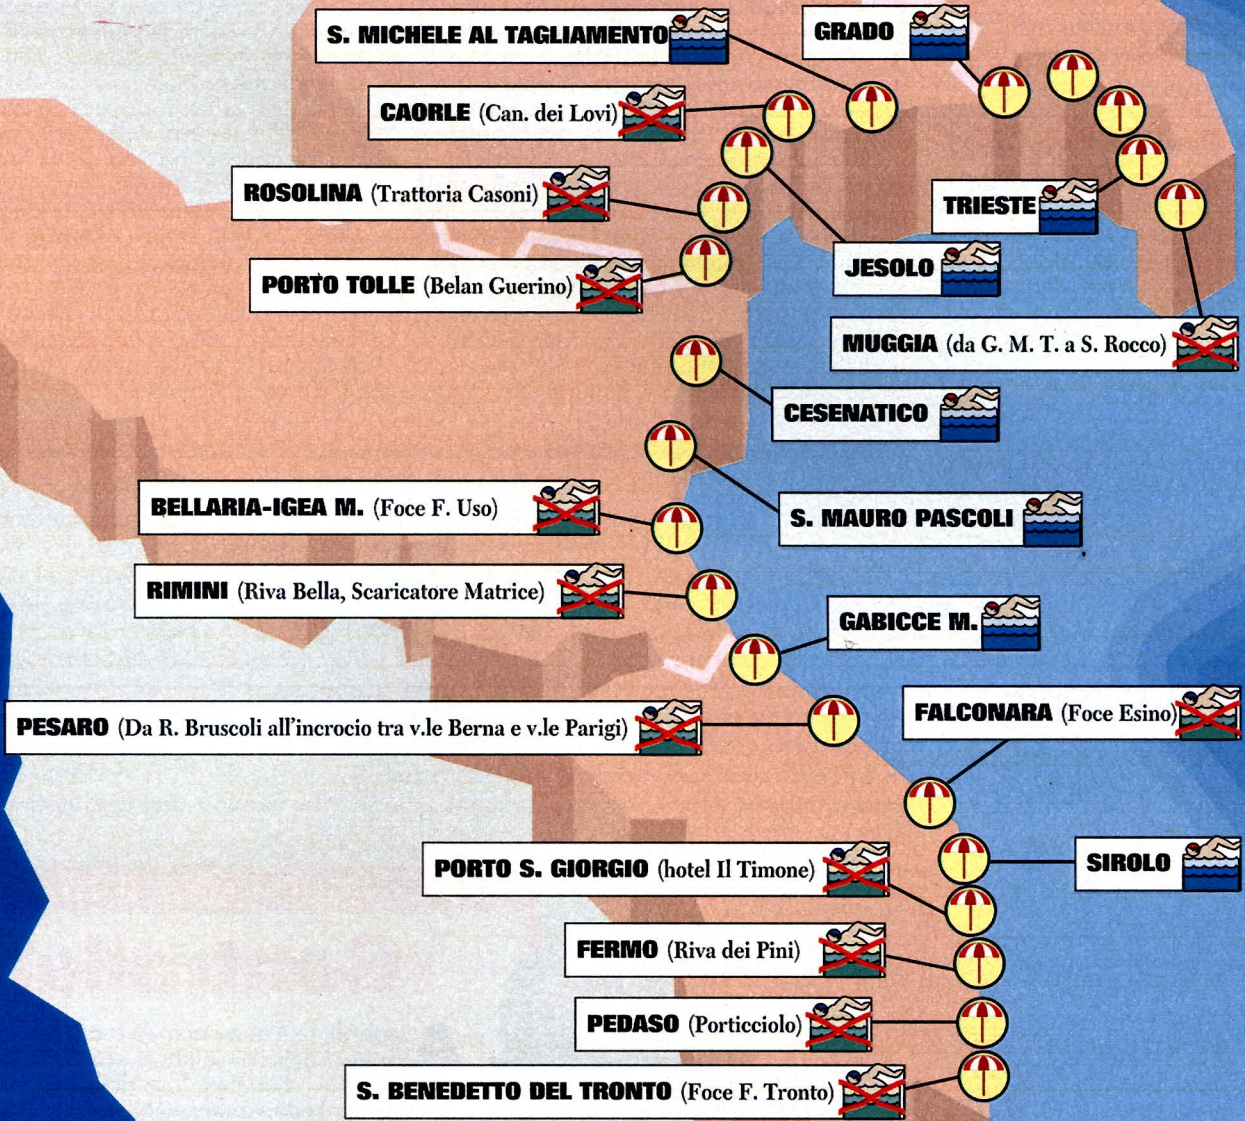 S. MICHELE AL TAGLIAMENTO
GRADO
CAORLE (Can. dei Lovi)
ROSOLINA (Trattoria Casoni)
TRIESTE
JESOLO
PORTO TOLLE (Belan Guerino)
MUGGIA (da G. M. T. a S. Rocco)
CESENATICO
BELLARIA-IGEA M. (Foce F. Uso)
S. MAURO PASCOLI
RIMINI (Riva Bella, Scaricatore Matrice)
GABICCE M.
PESARO (Da R. Bruscoli all'incrocio tra v.le Berna e v.le Parigi)
FALCONARA (Foce Esino)
PORTO S. GIORGIO (hotel Il Timone)
SIROLO
FERMO (Riva dei Pini)
PEDASO (Porticciolo)
S. BENEDETTO DEL TRONTO (Foce F. Tronto)